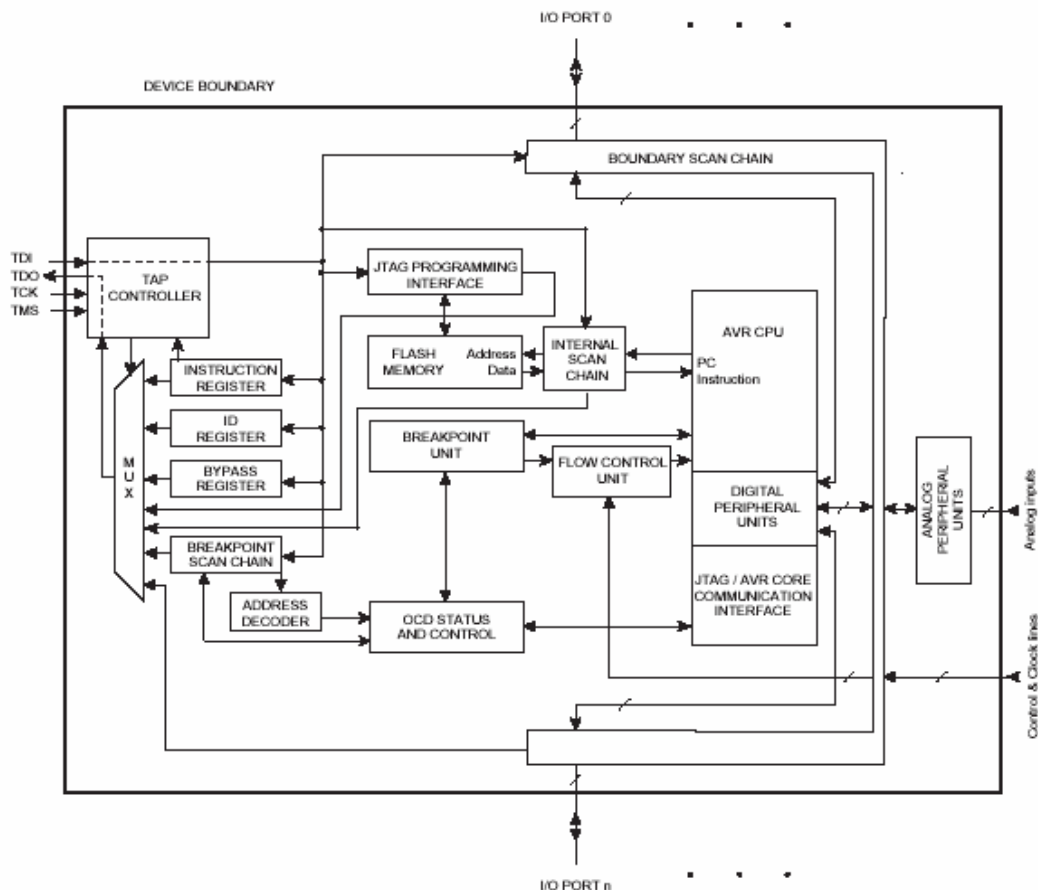 I/O PORT 0
DEVICE BOUNDARY
BOUNDARY SCAN CHAIN
TDI
TDO
TCK
TMS
TAP
CONTROLLER
JTAG PROGRAMMING
INTERFACE
AVR CPU
FLASH
MEMORY
Address
Data
INTERNAL
SCAN
CHAIN
PC
Instruction
INSTRUCTION
REGISTER
ID
REGISTER
M
U
X
BREAKPOINT
UNIT
FLOW CONTROL
UNIT
BYPASS
REGISTER
DIGITAL
PERIPHERAL
UNITS
ANALOG
PERIPHERIAL
UNITS
Analog inputs
BREAKPOINT
SCAN CHAIN
JTAG / AVR CORE
COMMUNICATION
INTERFACE
ADDRESS
DECODER
OCD STATUS
AND CONTROL
Control & Clock lines
I/O PORT n